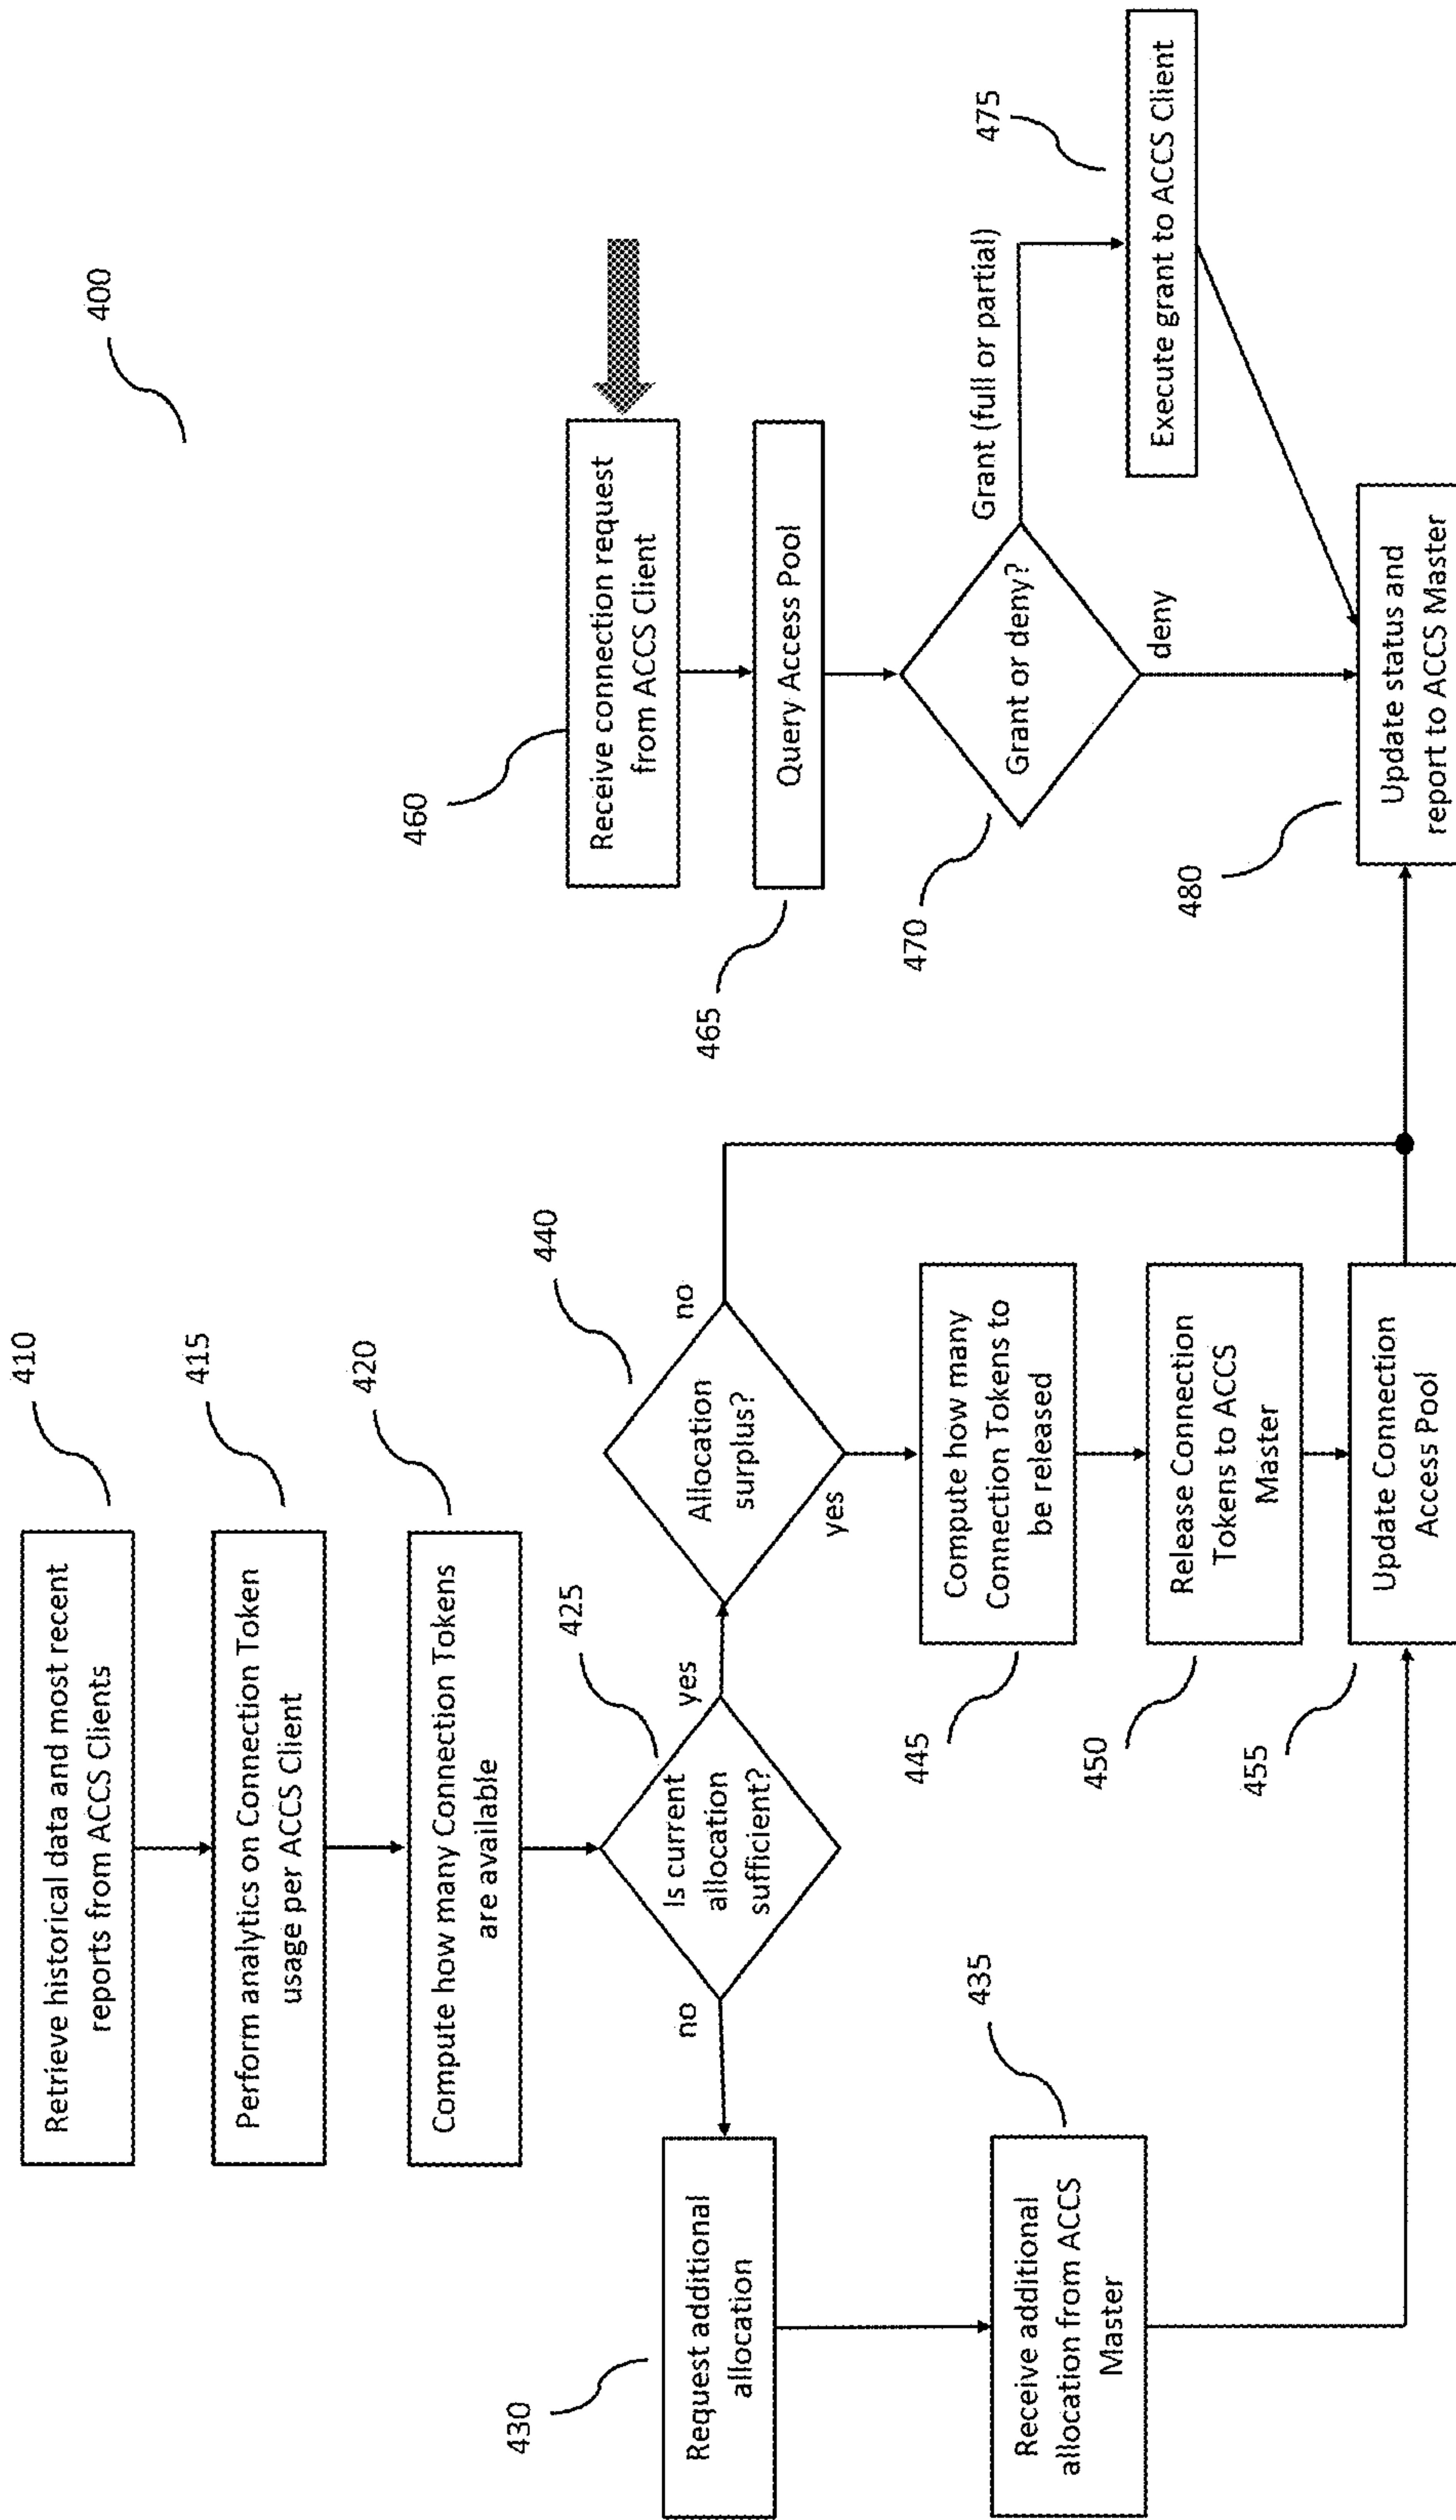 400
410
Retrieve historical data and most recent
reports from ACCS Clients
415
Perform analytics on Connection Token
usage per ACCS Client
420
Compute how many Connection Tokens
are available
425
Is current
allocation
sufficient?
no
yes
430
Request additional
allocation
435
Receive additional
allocation from ACCS
Master
440
Allocation
surplus?
no
yes
445
Compute how many
Connection Tokens to
be released
450
Release Connection
Tokens to ACCS
Master
455
Update Connection
Access Pool
460
Receive connection request
from ACCS Client
465
Query Access Pool
470
Grant or deny?
Grant (full or partial)
deny
475
Execute grant to ACCS Client
480
Update status and
report to ACCS Master